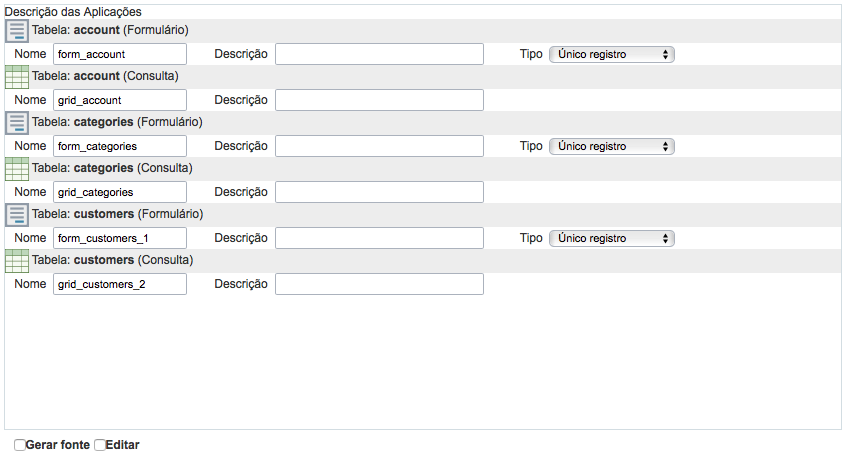 Descrição das Aplicações
Tabela: account (Formulário)
Nome form_account Descrição Tipo Único registro
Tabela: account (Consulta)
Nome grid_account Descrição
Tabela: categories (Formulário)
Nome form_categories Descrição Tipo Único registro
Tabela: categories (Consulta)
Nome grid_categories Descrição
Tabela: customers (Formulário)
Nome form_customers_1 Descrição Tipo Único registro
Tabela: customers (Consulta)
Nome grid_customers_2 Descrição
Gerar fonte Editar